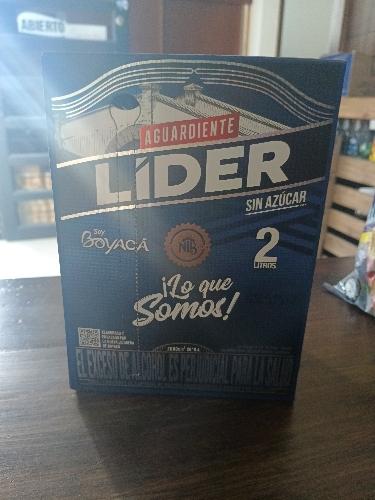 ABIERTO
AGUARDIENTE
LÍDER
SIN AZÚCAR
Soy
BOYACÁ
2
LITROS
¡Lo que
Somos!
EL EXCESO DE ALCOHOL ES PERJUDICIAL PARA LA SALUD